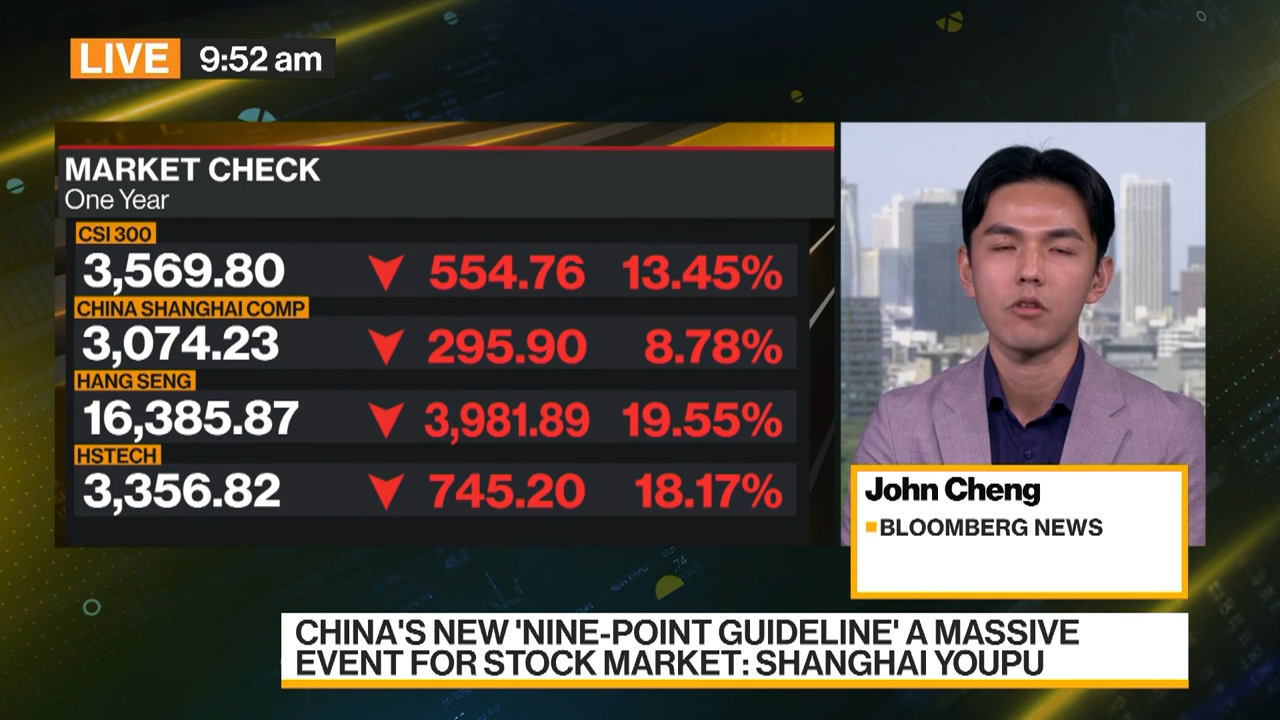 LIVE 9:52 am
MARKET CHECK
One Year
CSI 300
3,569.80 554.76 13.45%
CHINA SHANGHAI COMP
3,074.23 295.90 8.78%
HANG SENG
16,385.87 3,981.89 19.55%
HSTECH
3,356.82 745.20 18.17%
John Cheng
BLOOMBERG NEWS
CHINA'S NEW 'NINE-POINT GUIDELINE' A MASSIVE
EVENT FOR STOCK MARKET: SHANGHAI YOUPU